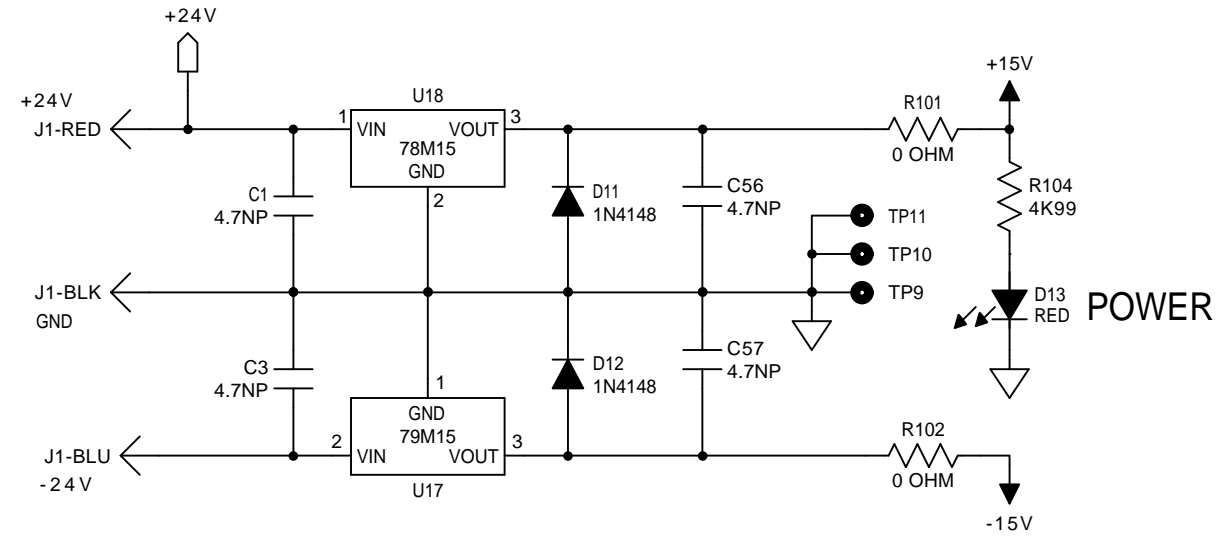 +24V
+24V
J1-RED
1
U18
VIN
VOUT
78M15
GND
3
2
C1
4.7NP
D11
1N4148
C56
4.7NP
R101
0 OHM
+15V
R104
4K99
TP11
TP10
TP9
J1-BLK
GND
D13
RED
POWER
C3
4.7NP
1
D12
1N4148
C57
4.7NP
GND
79M15
2
VIN
VOUT
3
U17
J1-BLU
-24V
R102
0 OHM
-15V